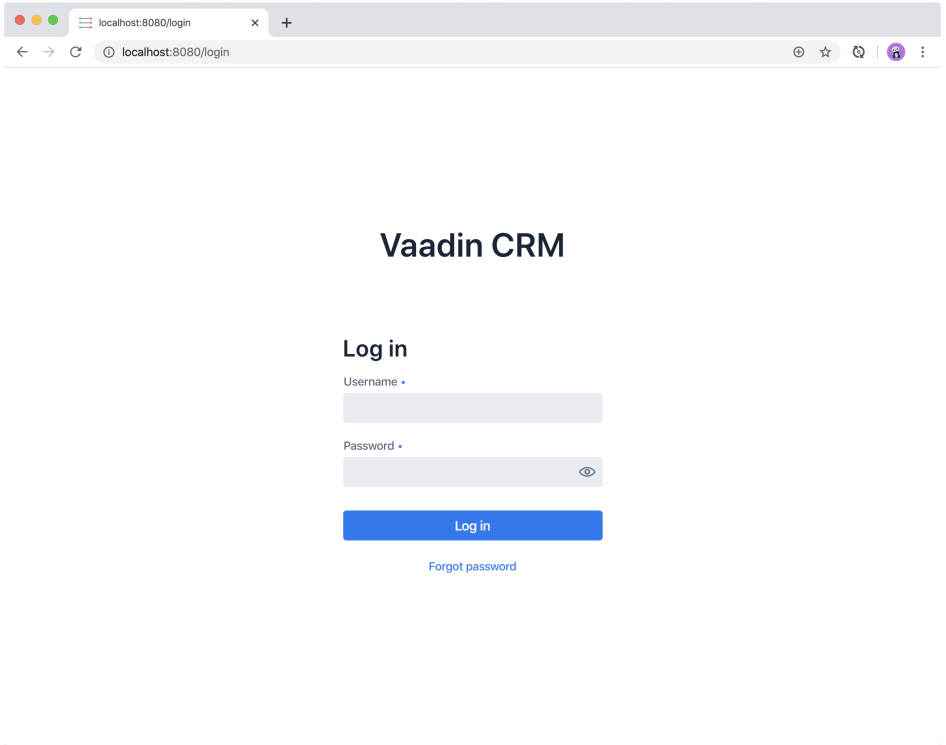 localhost:8080/login
localhost:8080/login
Vaadin CRM
Log in
Username •
Password •
Log in
Forgot password